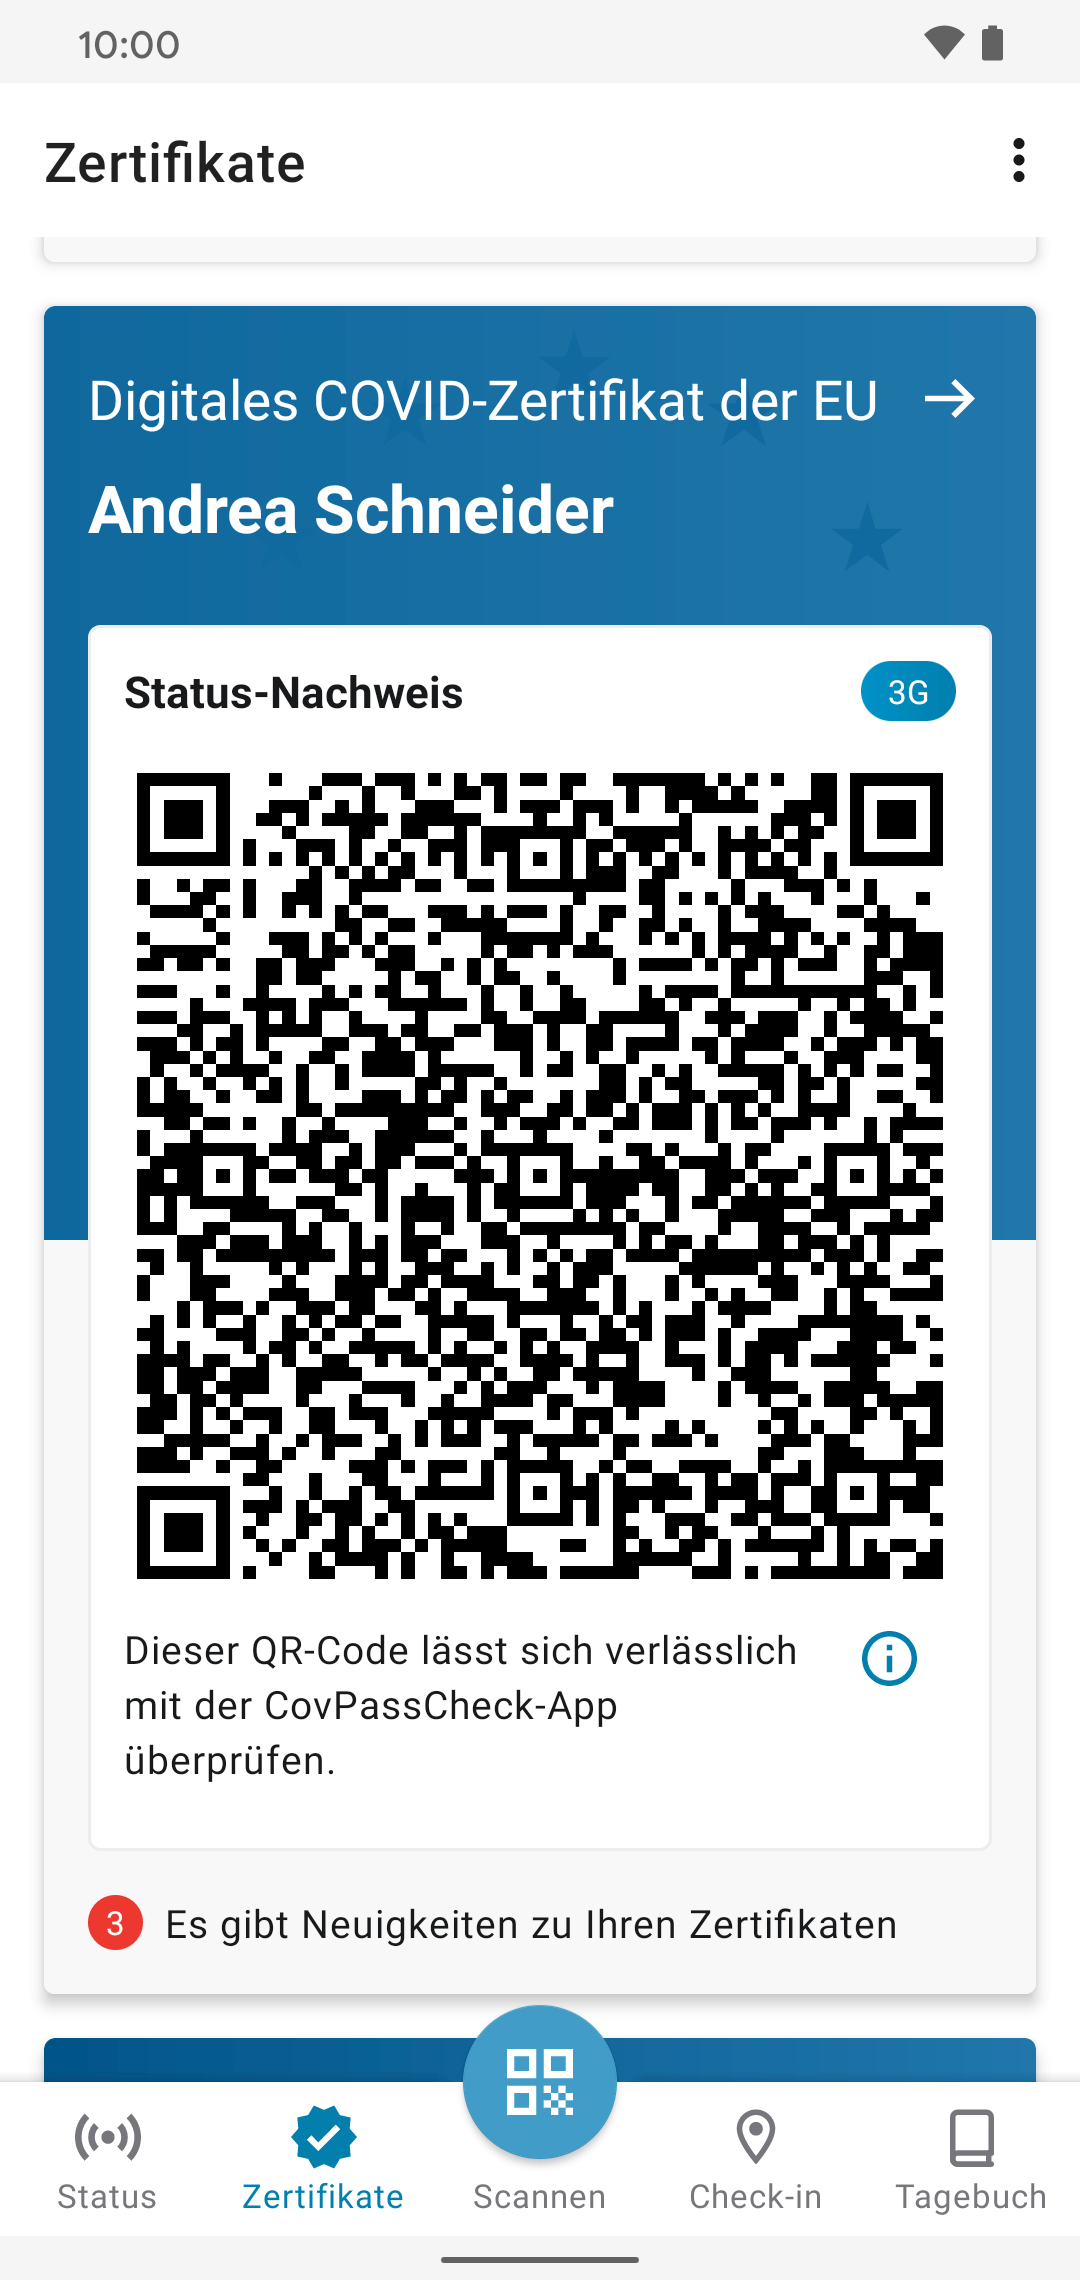 10:00
Zertifikate
Digitales COVID-Zertifikat der EU
Andrea Schneider
Status-Nachweis
3G
Dieser QR-Code lässt sich verlässlich
mit der CovPassCheck-App
überprüfen.
3 Es gibt Neuigkeiten zu Ihren Zertifikaten
Status
Zertifikate
Scannen
Check-in
Tagebuch